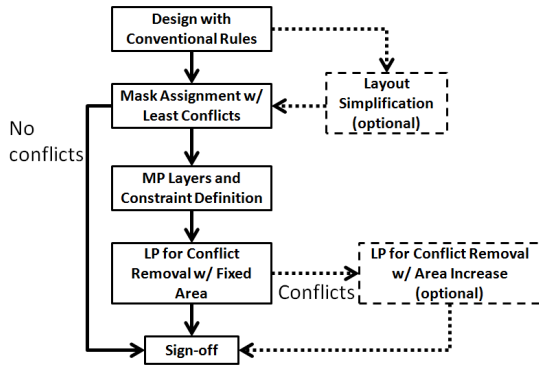 Design with
Conventional Rules
Layout
Simplification
(optional)
Mask Assignment w/
Least Conflicts
No
conflicts
MP Layers and
Constraint Definition
LP for Conflict
Removal w/ Fixed
Area
Conflicts
LP for Conflict Removal
w/ Area Increase
(optional)
Sign-off